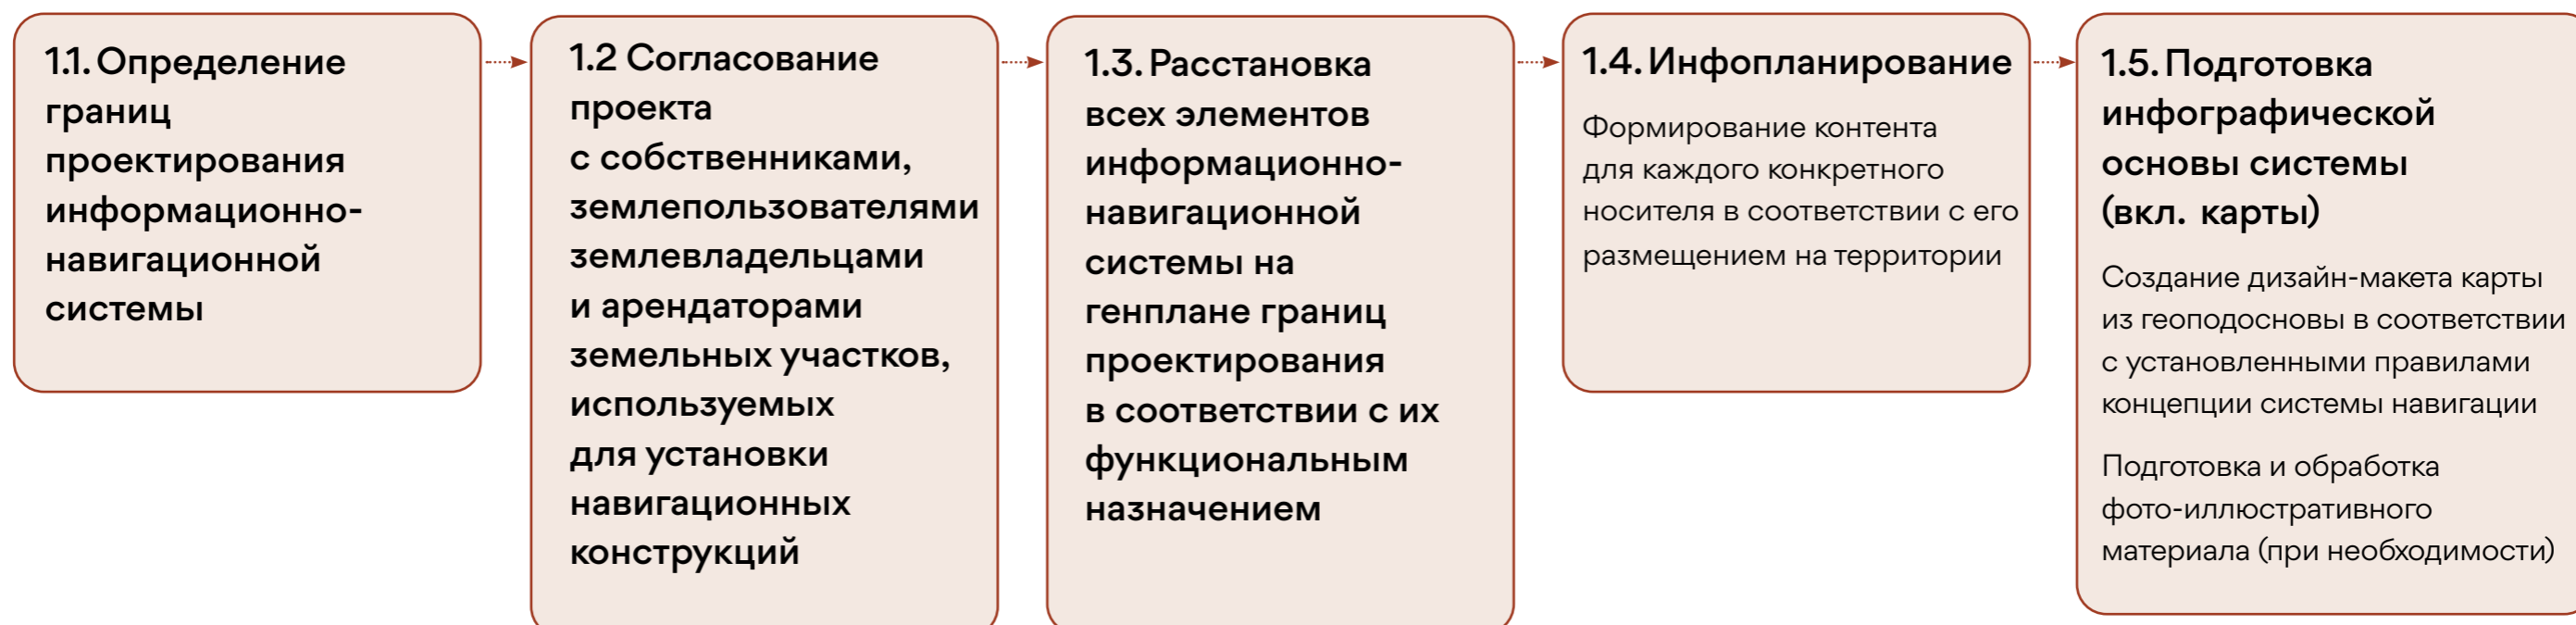 1.1. Определение
границ
проектирования
информационно-
навигационной
системы
1.2 Согласование
проекта
с собственниками,
землепользователями
землевладельцами
и арендаторами
земельных участков,
используемых
для установки
навигационных
конструкций
1.3. Расстановка
всех элементов
информационно-
навигационной
системы на
генплане границ
проектирования
в соответствии с их
функциональным
назначением
1.4. Инфопланирование
Формирование контента
для каждого конкретного
носителя в соответствии с его
размещением на территории
1.5. Подготовка
инфографической
основы системы
(вкл. карты)
Создание дизайн-макета карты
из геоподосновы в соответствии
с установленными правилами
концепции системы навигации
Подготовка и обработка
фото-иллюстративного
материала (при необходимости)